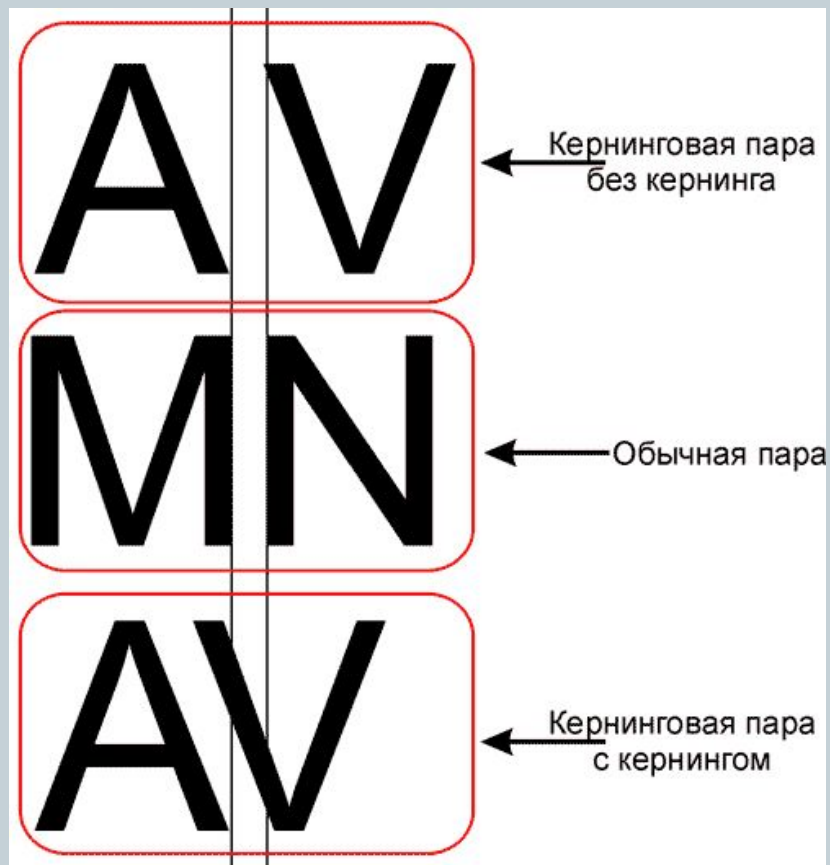 AV
Кернинговая пара
без кернинга
MN
Обычная пара
AV
Кернинговая пара
с кернингом